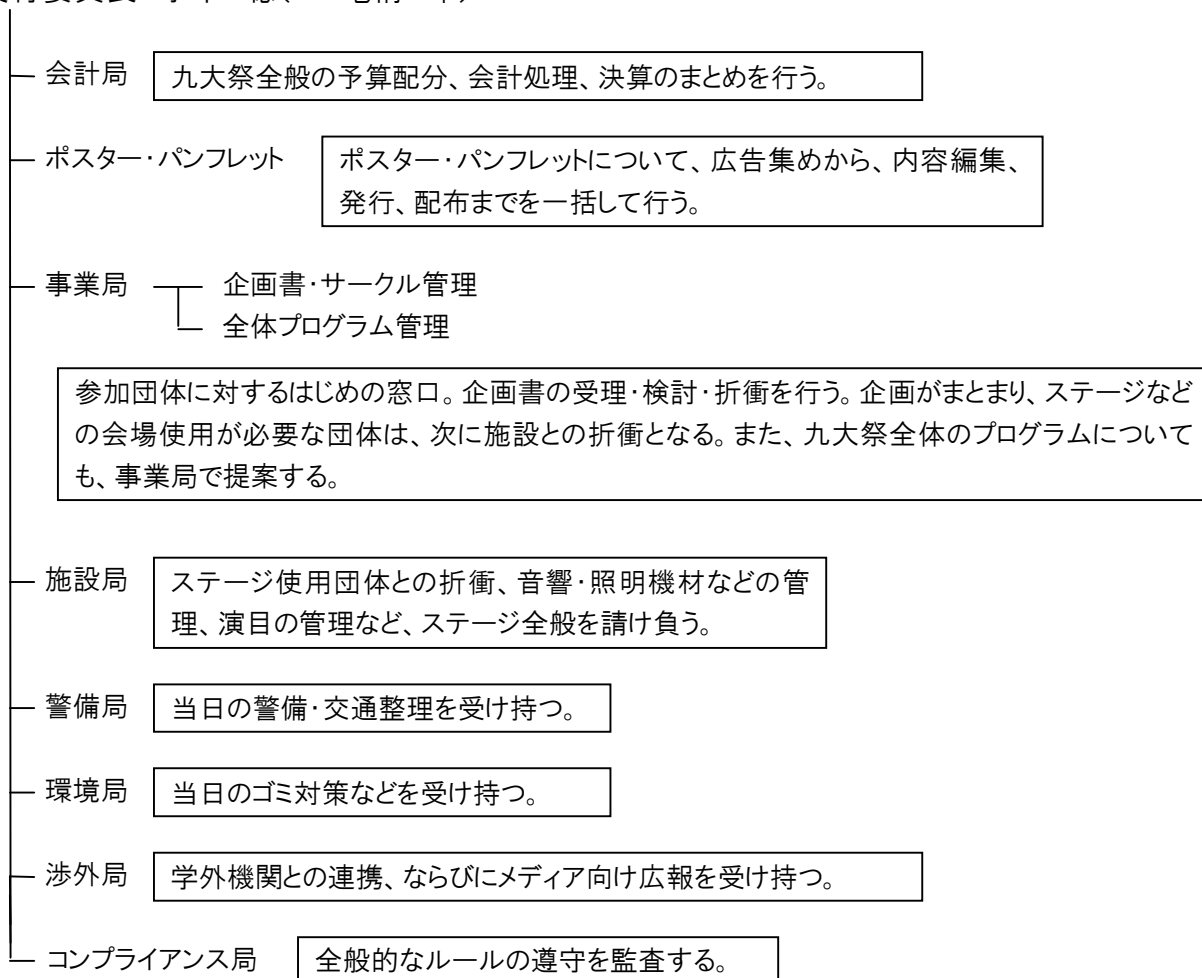 会計局 九大祭全般の予算配分、会計処理、決算のまとめを行う。
ポスター・パンフレット ポスター・パンフレットについて、広告集めから、内容編集、
発行、配布までを一括して行う。
事業局 企画書・サークル管理
全体プログラム管理
参加団体に対するはじめの窓口。企画書の受理・検討・折衝を行う。企画がまとまり、ステージなど
の会場使用が必要な団体は、次に施設との折衝となる。また、九大祭全体のプログラムについて
も、事業局で提案する。
施設局 ステージ使用団体との折衝、音響・照明機材などの管
理、演目の管理など、ステージ全般を請け負う。
警備局 当日の警備・交通整理を受け持つ。
環境局 当日のゴミ対策などを受け持つ。
渉外局 学外機関との連携、ならびにメディア向け広報を受け持つ。
コンプライアンス局 全般的なルールの遵守を監査する。